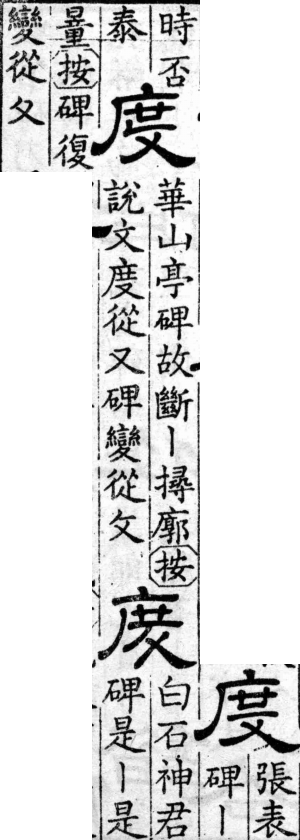 度
張表
碑丨
時否
泰
度
華山亭碑故斷丨撏廓按
說文度從又碑變從攵
度
白石神君
碑是丨是
量按碑復
變從夂